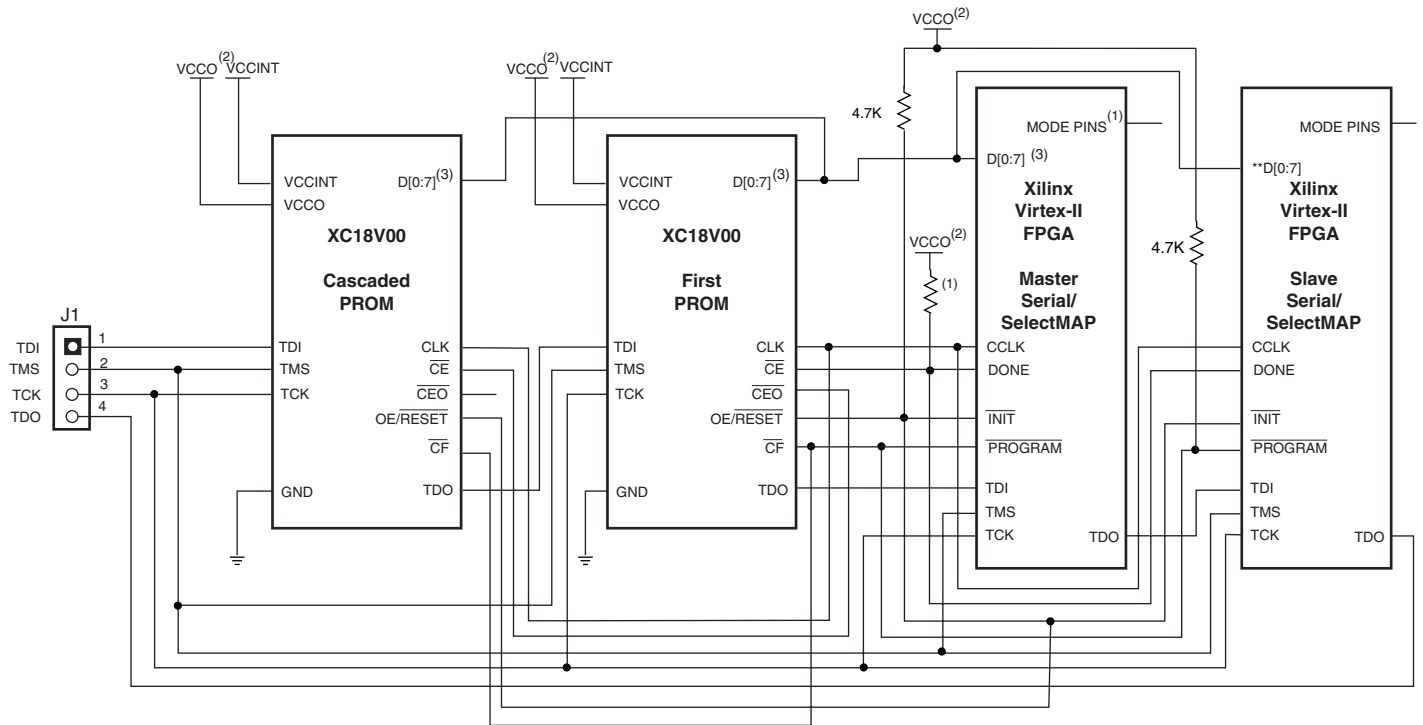 VCCO(2)
VCCO(2) VCCINT
VCCO(2) VCCINT
4.7K
MODE PINS(1)
MODE PINS
VCCINT
VCCO
D[0:7](3)
VCCINT
VCCO
D[0:7](3)
D[0:7](3)
**D[0:7]
XC18V00
Cascaded
PROM
XC18V00
First
PROM
VCCO(2)
(1)
Xilinx
Virtex-II
FPGA
Master
Serial/
SelectMAP
4.7K
Xilinx
Virtex-II
FPGA
Slave
Serial/
SelectMAP
J1
TDI
TMS
TCK
TDO
1
2
3
4
TDI
TMS
TCK
GND
CLK
CE
CEO
OE/RESET
CF
TDO
TDI
TMS
TCK
GND
CLK
CE
CEO
OE/RESET
CF
TDO
CCLK
DONE
INIT
PROGRAM
TDI
TMS
TCK
TDO
CCLK
DONE
INIT
PROGRAM
TDI
TMS
TCK
TDO